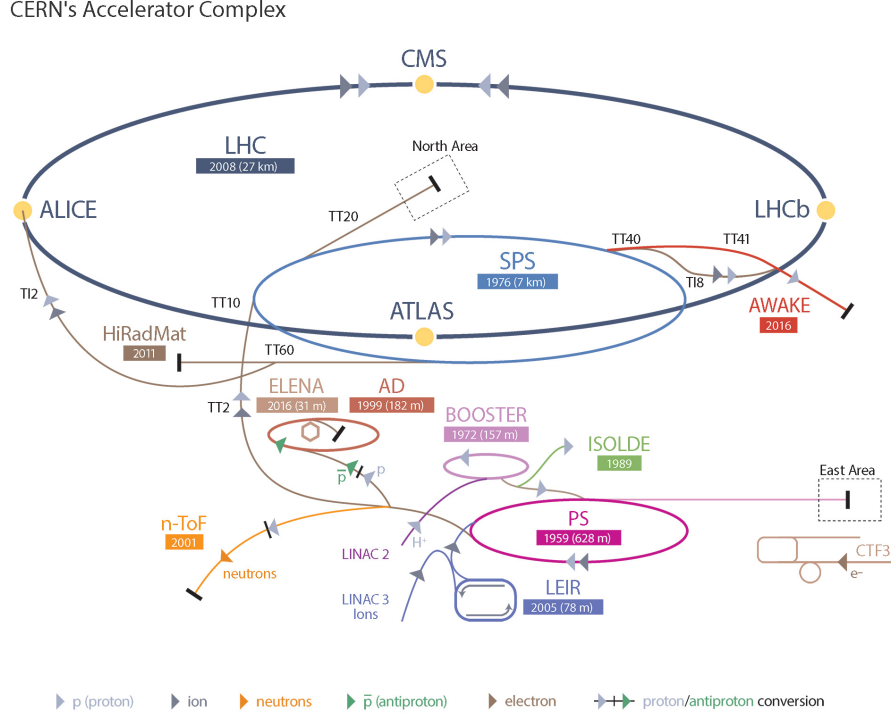 CERN's Accelerator Complex
CMS
LHC
2008 (27 km)
North Area
ALICE
LHCb
TT20
TT40
TT41
SPS
1976 (7 km)
TI2
TT10
TI8
ATLAS
AWAKE
2016
HiRadMat
2011
TT60
ELENA
2016 (31 m)
AD
1999 (182 m)
TT2
BOOSTER
1972 (157 m)
ISOLDE
1989
p
p̅
East Area
n-ToF
2001
PS
1959 (628 m)
H⁺
LINAC 2
neutrons
CTF3
e-
LEIR
2005 (78 m)
LINAC 3
Ions
p (proton)
ion
neutrons
p̅ (antiproton)
electron
proton/antiproton conversion